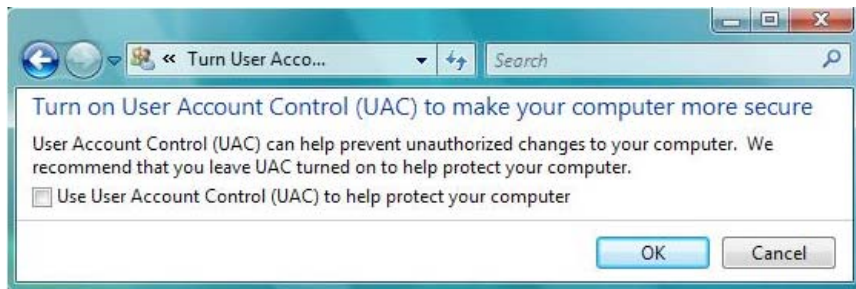 « Turn User Acco...
Search
Turn on User Account Control (UAC) to make your computer more secure
User Account Control (UAC) can help prevent unauthorized changes to your computer. We
recommend that you leave UAC turned on to help protect your computer.
Use User Account Control (UAC) to help protect your computer
OK
Cancel